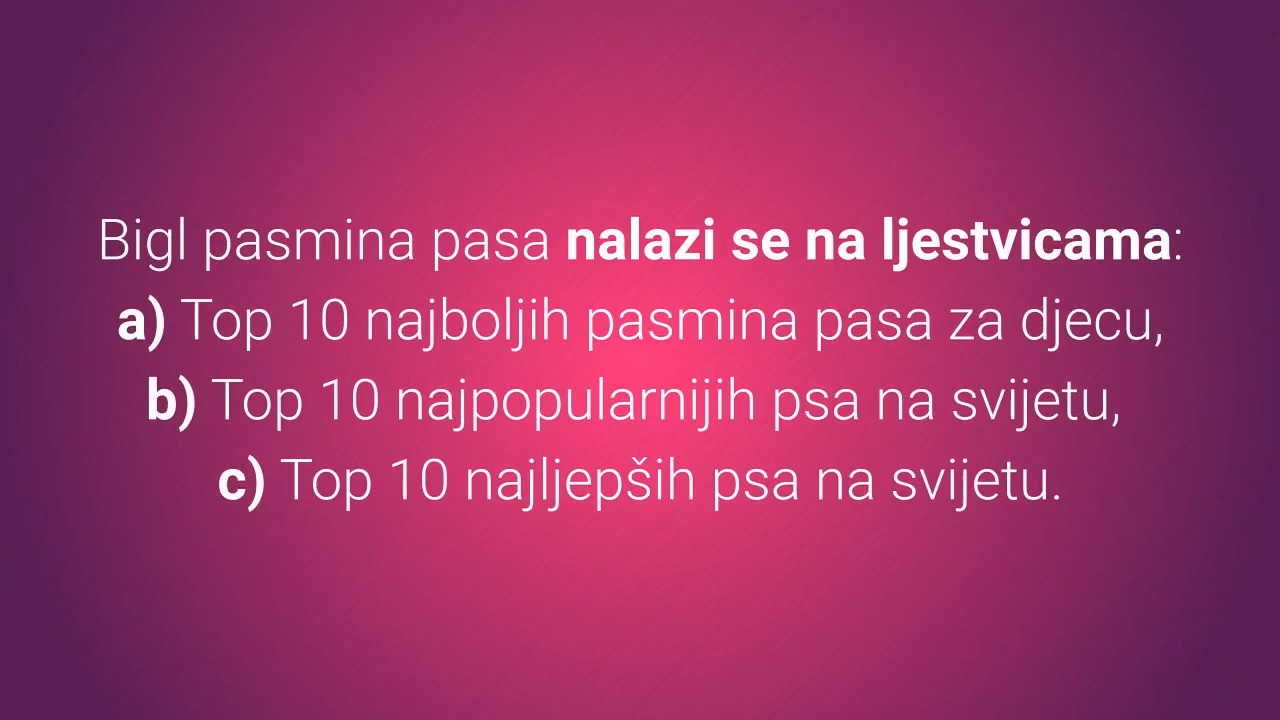 Bigl pasmina pasa nalazi se na ljestvicama:
a) Top 10 najboljih pasmina pasa za djecu,
b) Top 10 najpopularnijih psa na svijetu,
c) Top 10 najljepših psa na svijetu.